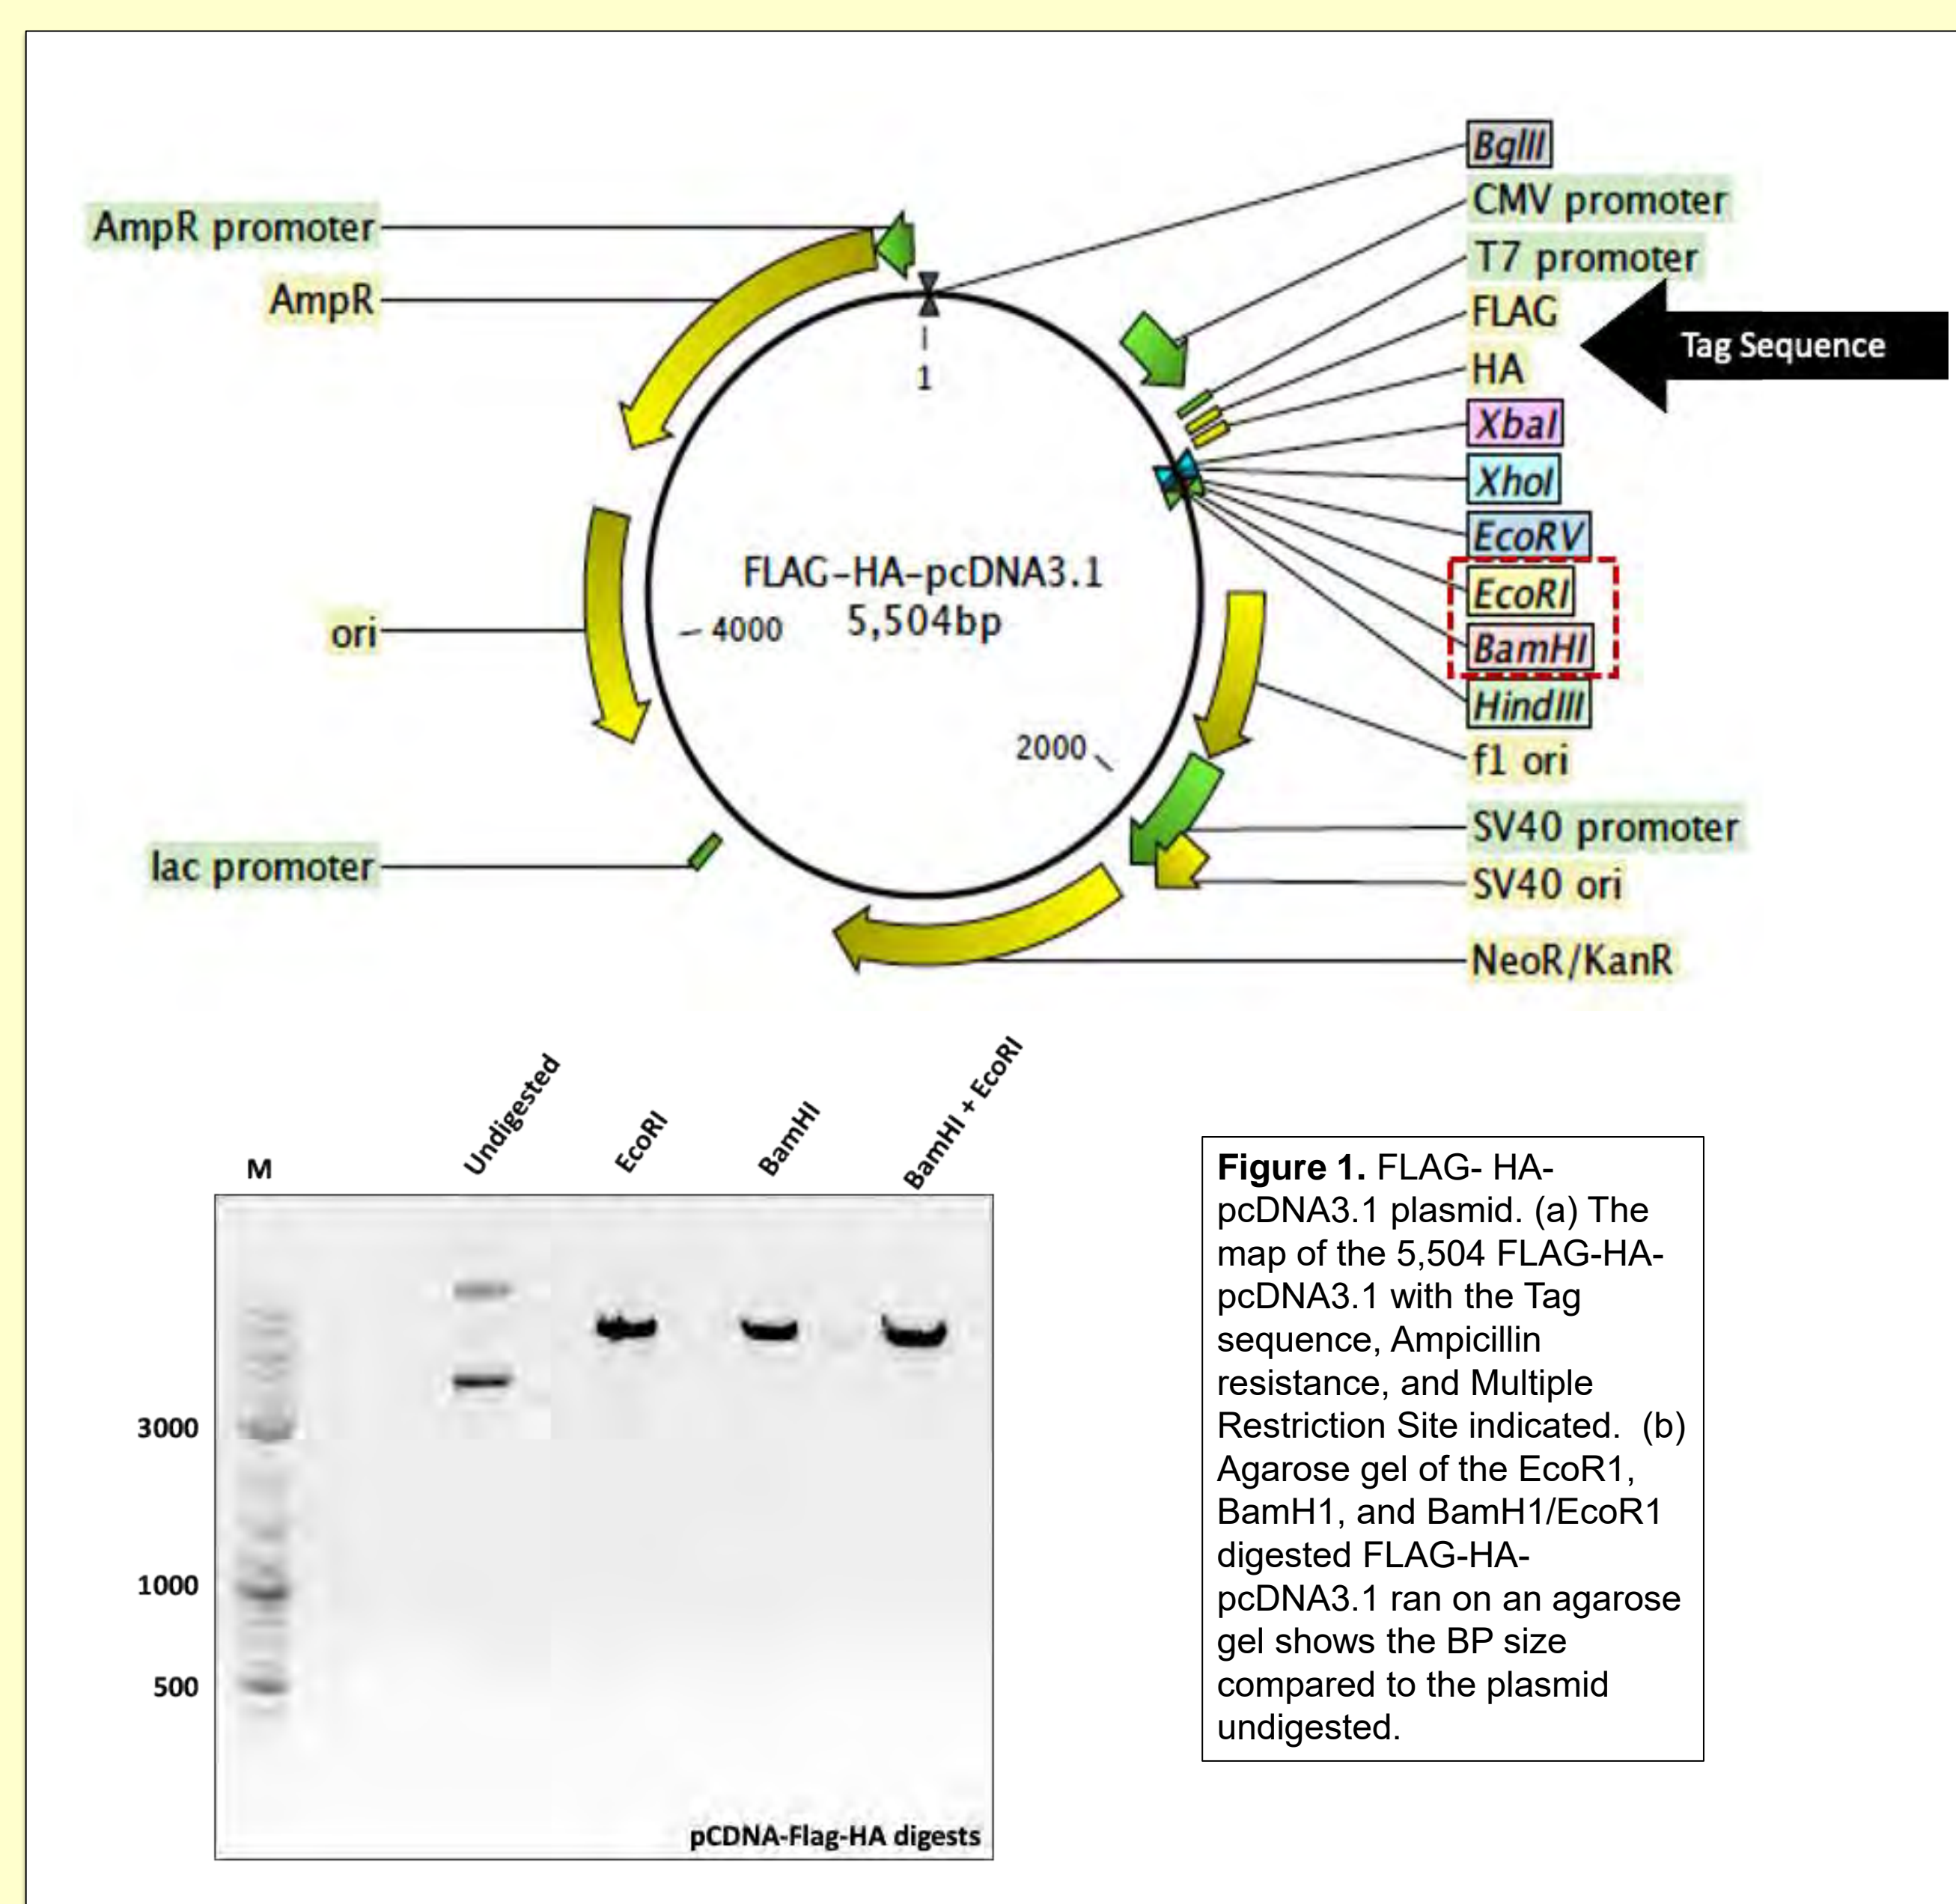 AmpR promoter
AmpR
ori
lac promoter
BglII
CMV promoter
T7 promoter
FLAG
HA
XbaI
XhoI
EcoRV
EcoRI
BamHI
HindIII
f1 ori
SV40 promoter
SV40 ori
NeoR/KanR
Tag Sequence
1
FLAG-HA-pcDNA3.1
5,504bp
4000
2000
M
Undigested
EcoRI
BamHI
BamHI + EcoRI
3000
1000
500
pCDNA-Flag-HA digests
Figure 1. FLAG- HA-
pcDNA3.1 plasmid. (a) The
map of the 5,504 FLAG-HA-
pcDNA3.1 with the Tag
sequence, Ampicillin
resistance, and Multiple
Restriction Site indicated. (b)
Agarose gel of the EcoR1,
BamH1, and BamH1/EcoR1
digested FLAG-HA-
pcDNA3.1 ran on an agarose
gel shows the BP size
compared to the plasmid
undigested.